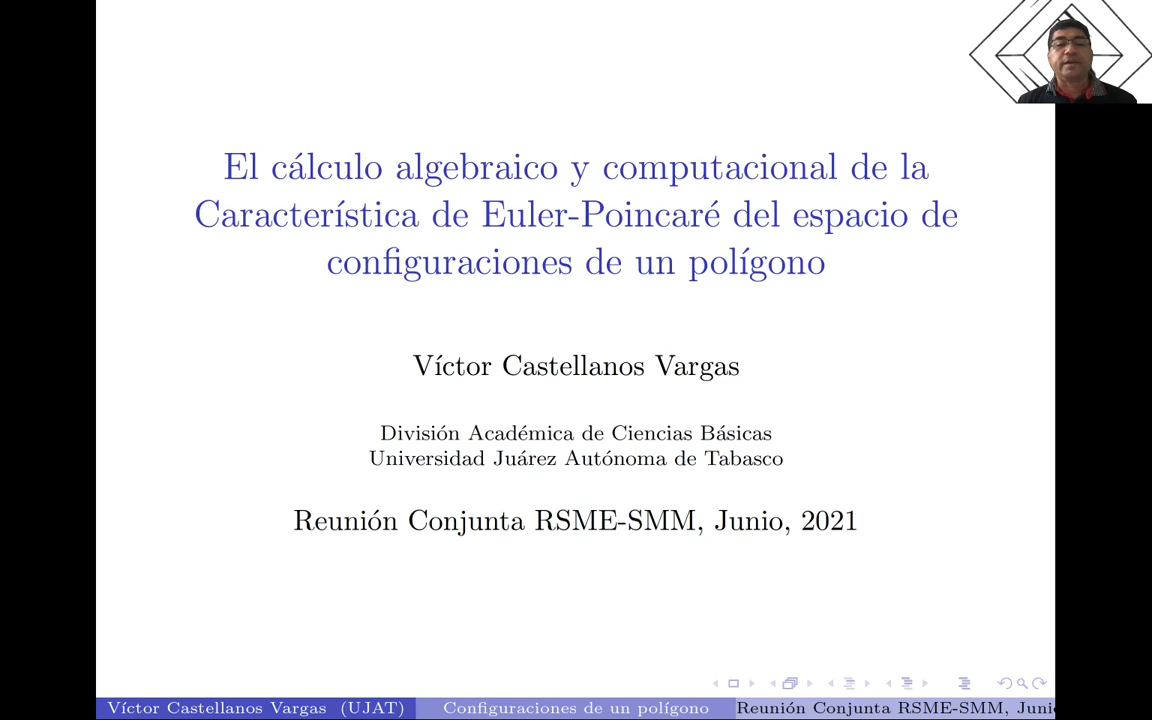 El cálculo algebraico y computacional de la
Característica de Euler-Poincaré del espacio de
configuraciones de un polígono
Víctor Castellanos Vargas
División Académica de Ciencias Básicas
Universidad Juárez Autónoma de Tabasco
Reunión Conjunta RSME-SMM, Junio, 2021
Víctor Castellanos Vargas (UJAT)
Configuraciones de un polígono
Reunión Conjunta RSME-SMM, Juni